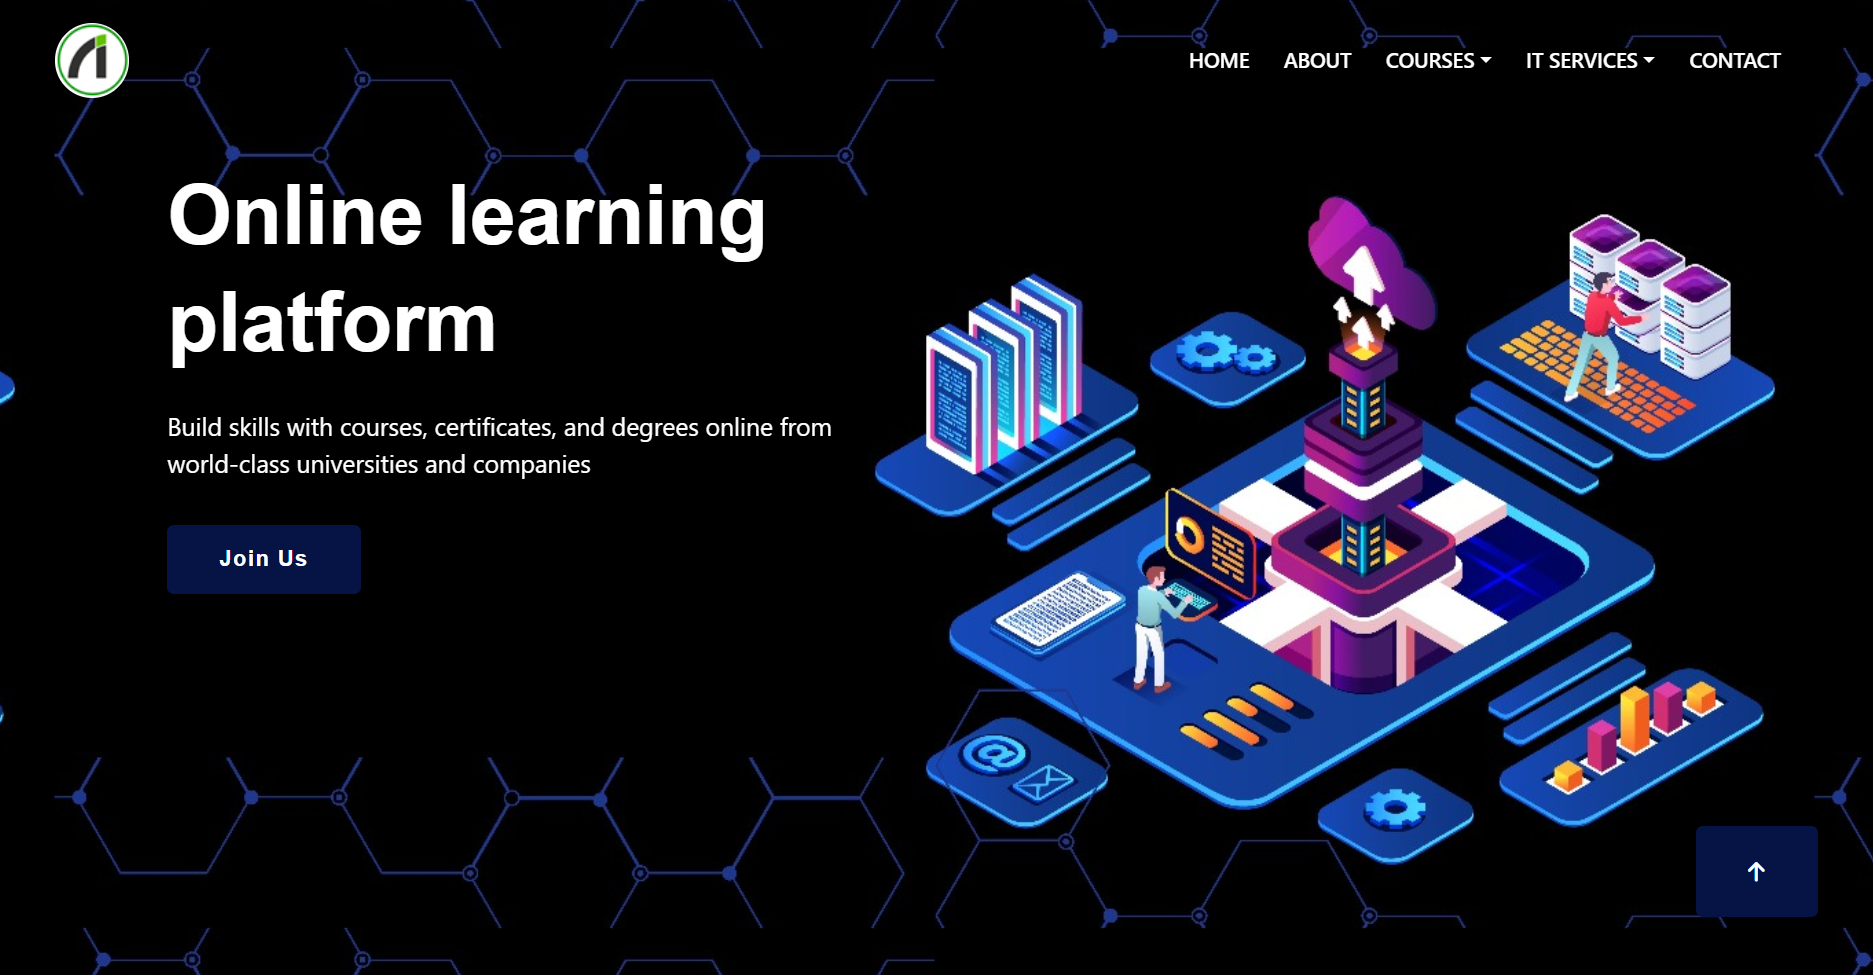 HOME ABOUT COURSES IT SERVICES CONTACT
Online learning
platform
Build skills with courses, certificates, and degrees online from
world-class universities and companies
Join Us
@